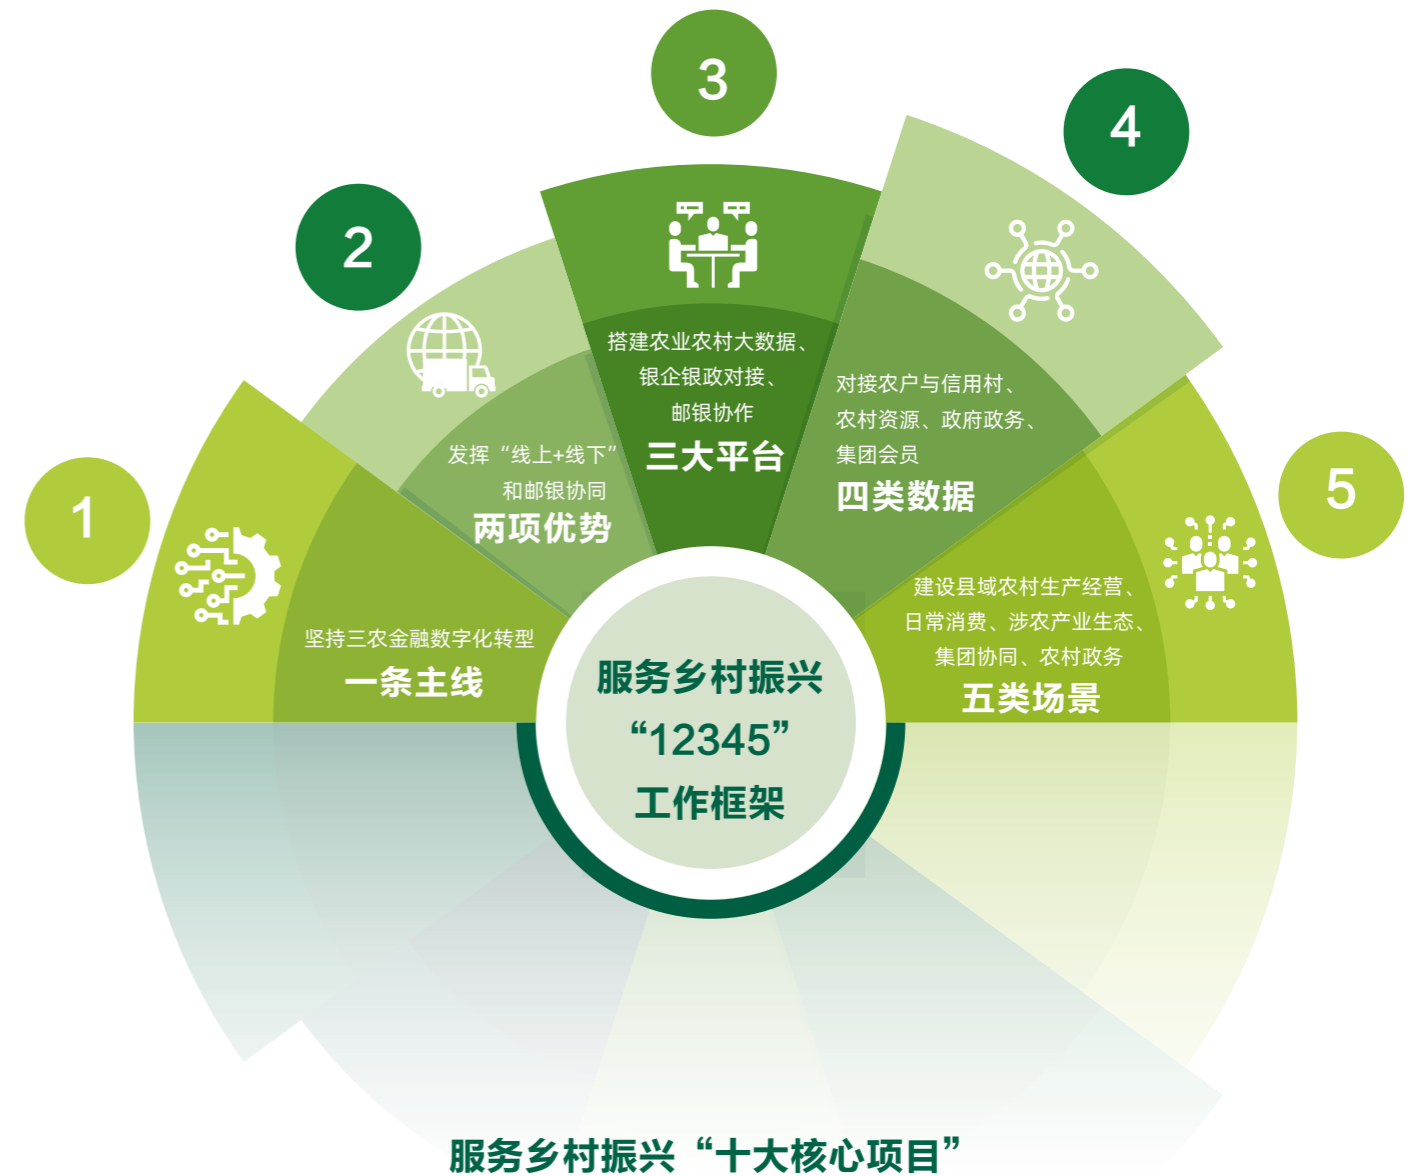 1
坚持三农金融数字化转型
一条主线
2
发挥“线上+线下”
和邮银协同
两项优势
3
搭建农业农村大数据、
银企银政对接、
邮银协作
三大平台
4
对接农户与信用村、
农村资源、政府政务、
集团会员
四类数据
5
建设县域农村生产经营、
日常消费、涉农产业生态、
集团协同、农村政务
五类场景
服务乡村振兴
“12345”
工作框架
服务乡村振兴“十大核心项目”